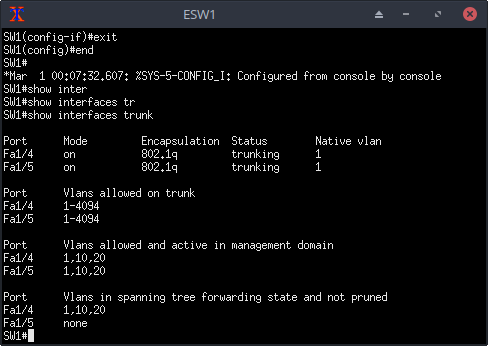 ESW1
SW1(config-if)#exit
SW1(config)#end
SW1#
*Mar  1 00:07:32.607: %SYS-5-CONFIG_I: Configured from console by console
SW1#show inter
SW1#show interfaces tr
SW1#show interfaces trunk

Port      Mode         Encapsulation  Status        Native vlan
Fa1/4     on           802.1q         trunking      1
Fa1/5     on           802.1q         trunking      1

Port      Vlans allowed on trunk
Fa1/4     1-4094
Fa1/5     1-4094

Port      Vlans allowed and active in management domain
Fa1/4     1,10,20
Fa1/5     1,10,20

Port      Vlans in spanning tree forwarding state and not pruned
Fa1/4     1,10,20
Fa1/5     none
SW1#